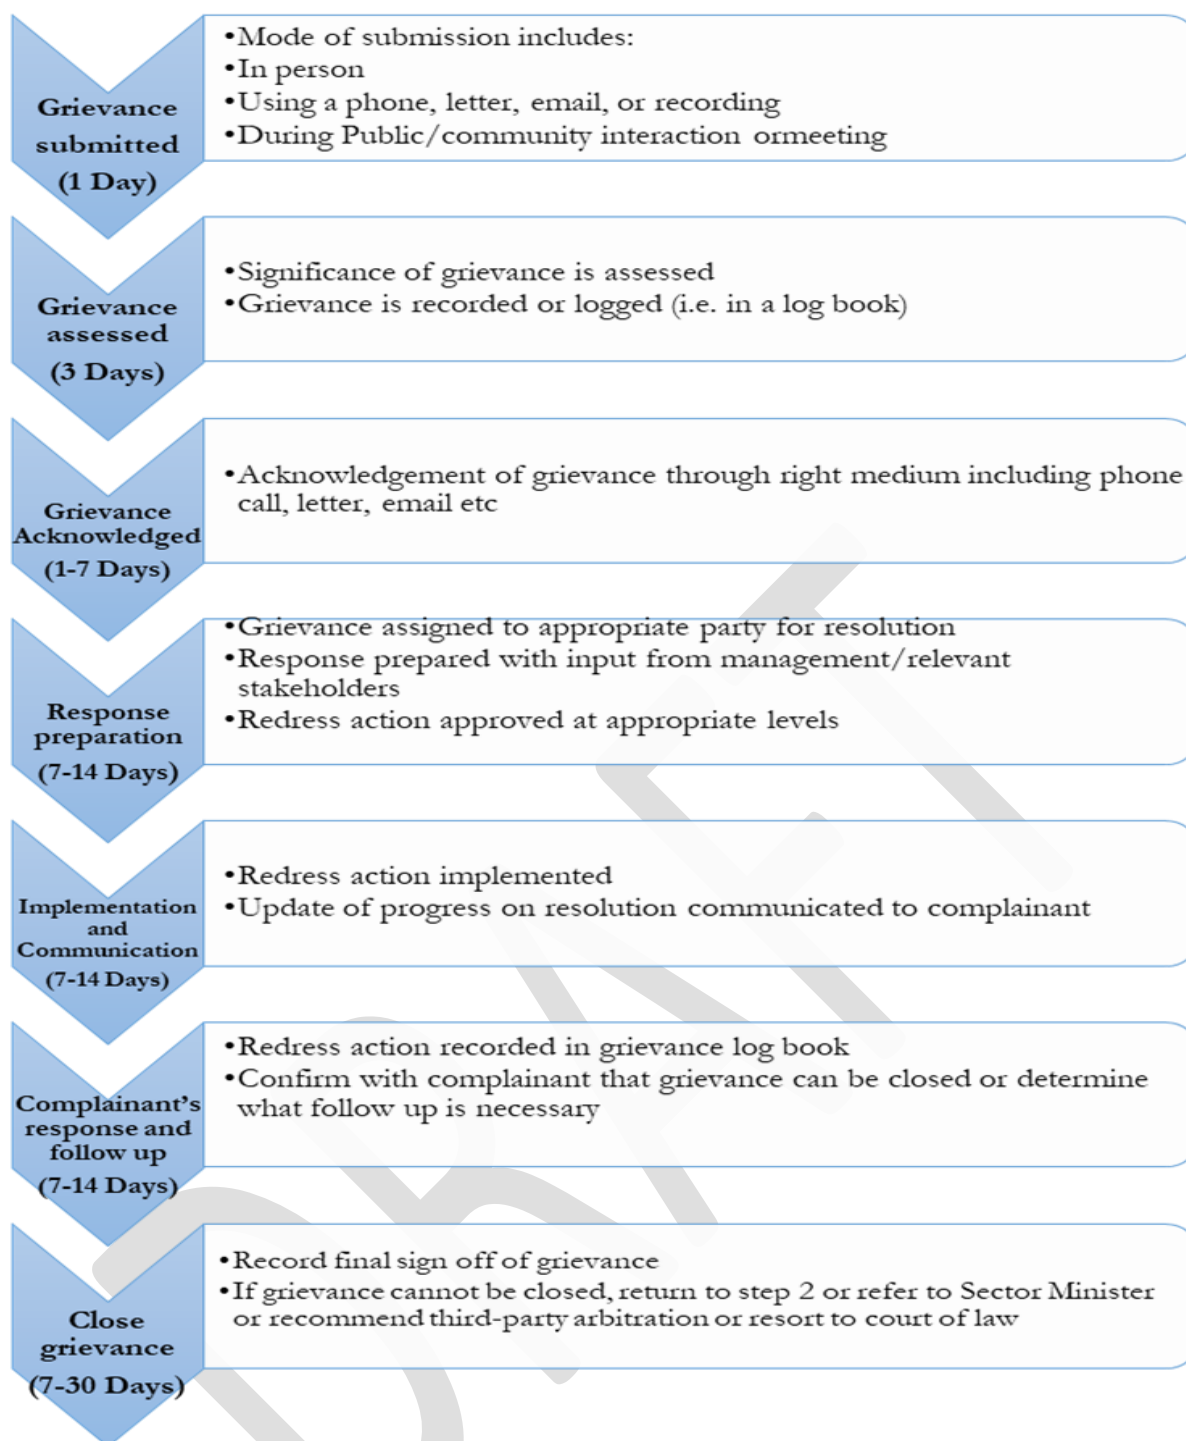 Grievance
submitted
(1 Day)
•Mode of submission includes:
•In person
•Using a phone, letter, email, or recording
•During Public/community interaction ormeeting
Grievance
assessed
(3 Days)
•Significance of grievance is assessed
•Grievance is recorded or logged (i.e. in a log book)
Grievance
Acknowledged
(1-7 Days)
•Acknowledgement of grievance through right medium including phone
call, letter, email etc
Response
preparation
(7-14 Days)
•Grievance assigned to appropriate party for resolution
•Response prepared with input from management/relevant
stakeholders
•Redress action approved at appropriate levels
Implementation
and
Communication
(7-14 Days)
•Redress action implemented
•Update of progress on resolution communicated to complainant
Complainant's
response and
follow up
(7-14 Days)
•Redress action recorded in grievance log book
•Confirm with complainant that grievance can be closed or determine
what follow up is necessary
Close
grievance
(7-30 Days)
•Record final sign off of grievance
•If grievance cannot be closed, return to step 2 or refer to Sector Minister
or recommend third-party arbitration or resort to court of law
DRAFT